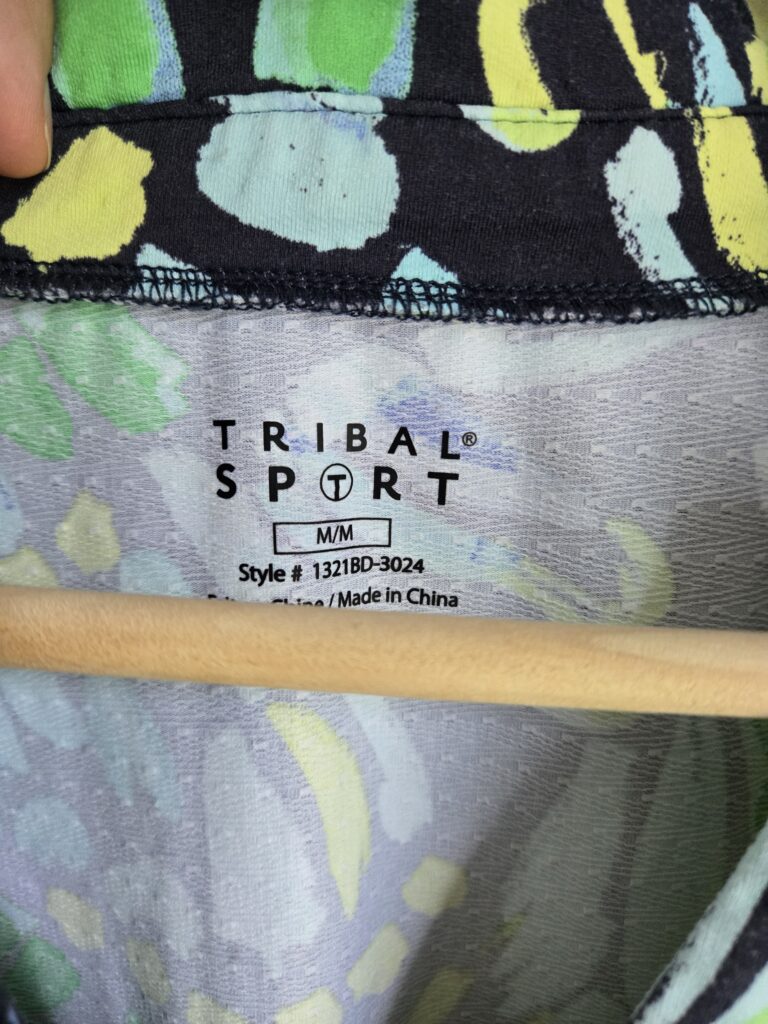 TRIBAL®
SPORT
M/M
Style # 1321BD-3024
/ Made in China